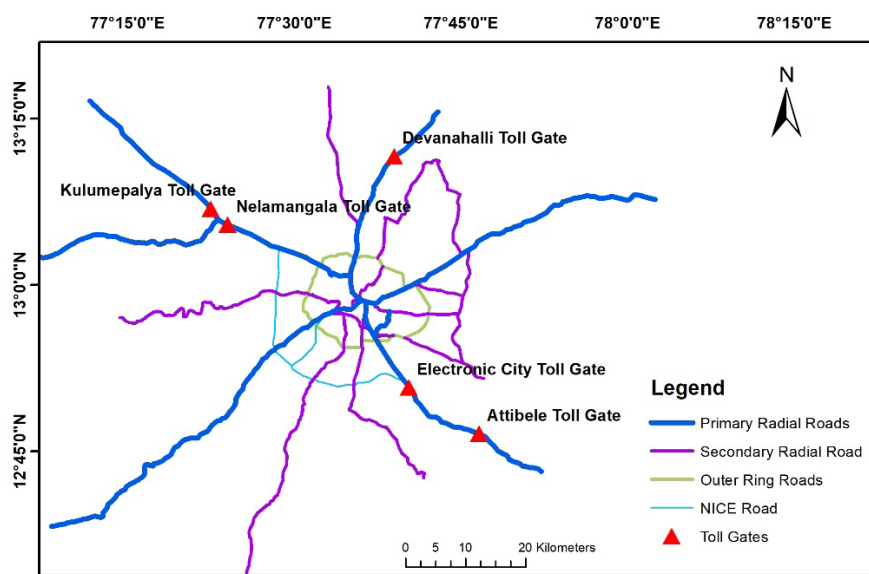 77°15'0"E 77°30'0"E 77°45'0"E 78°0'0"E 78°15'0"E
13°15'0"N
13°0'0"N
12°45'0"N
N
Devanahalli Toll Gate
Kulumepalya Toll Gate
Nelamangala Toll Gate
Electronic City Toll Gate
Attibele Toll Gate
Legend
Primary Radial Roads
Secondary Radial Road
Outer Ring Roads
NICE Road
Toll Gates
0 5 10 20 Kilometers